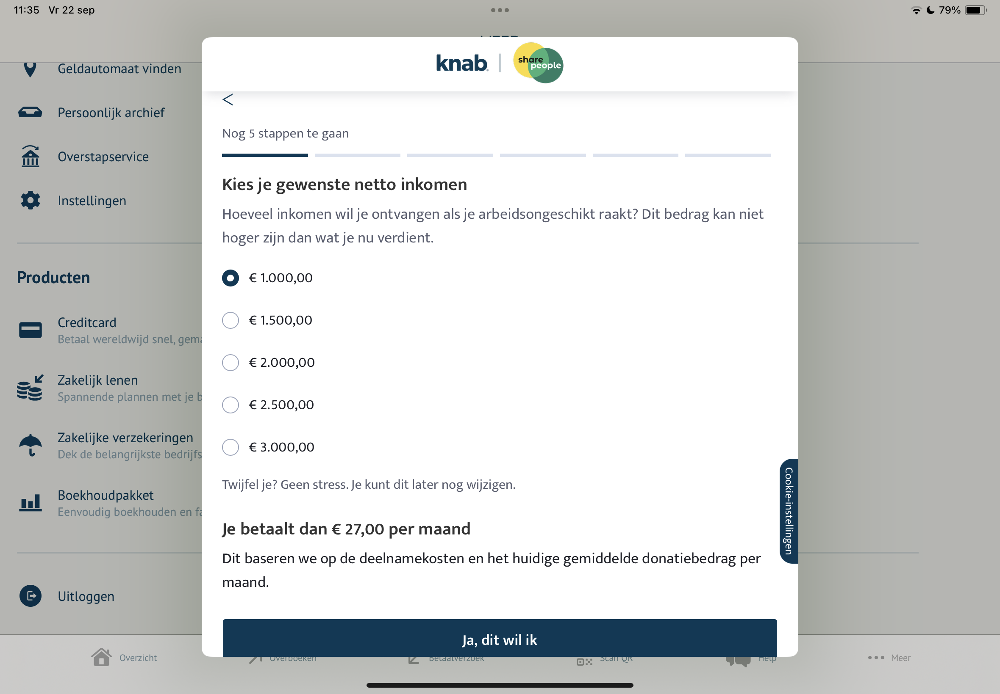 11:35 Vr 22 sep
79%
knab.
share
people
Geldautomaat vinden
Persoonlijk archief
Overstapservice
Instellingen
Producten
Creditcard
Betaal wereldwijd snel, gema
Zakelijk lenen
Spannende plannen met je b
Zakelijke verzekeringen
Dek de belangrijkste bedrijfs
Boekhoudpakket
Eenvoudig boekhouden en fa
Uitloggen
<
Nog 5 stappen te gaan
Kies je gewenste netto inkomen
Hoeveel inkomen wil je ontvangen als je arbeidsongeschikt raakt? Dit bedrag kan niet
hoger zijn dan wat je nu verdient.
€ 1.000,00
€ 1.500,00
€ 2.000,00
€ 2.500,00
€ 3.000,00
Twijfel je? Geen stress. Je kunt dit later nog wijzigen.
Je betaalt dan € 27,00 per maand
Dit baseren we op de deelnamekosten en het huidige gemiddelde donatiebedrag per
maand.
Ja, dit wil ik
Cookie-instellingen
Overzicht
Overboeken
Betaalverzoek
Scan QR
Help
Meer